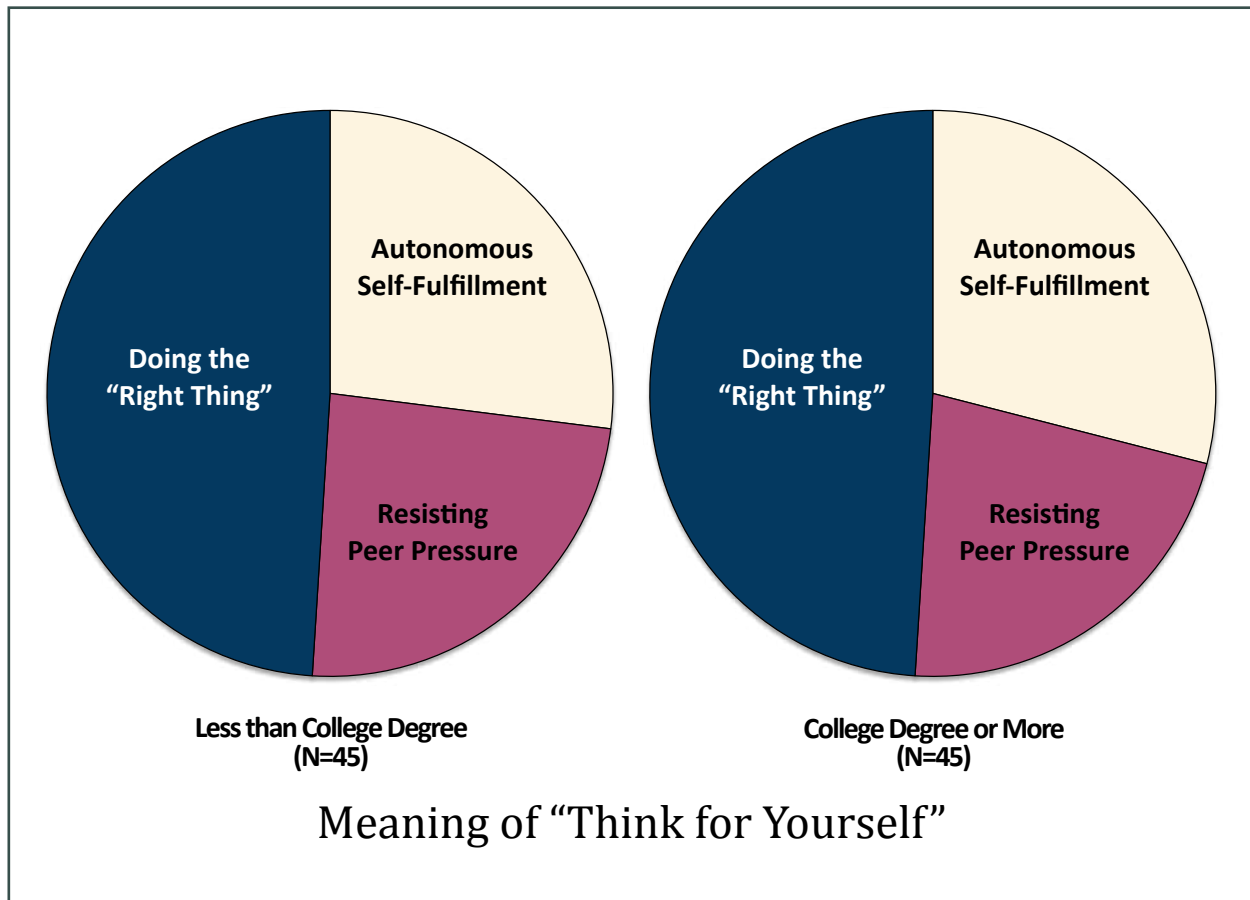 Autonomous
Self-Fulfillment
Doing the
“Right Thing”
Resisting
Peer Pressure
Less than College Degree
(N=45)
Autonomous
Self-Fulfillment
Doing the
“Right Thing”
Resisting
Peer Pressure
College Degree or More
(N=45)
Meaning of “Think for Yourself”